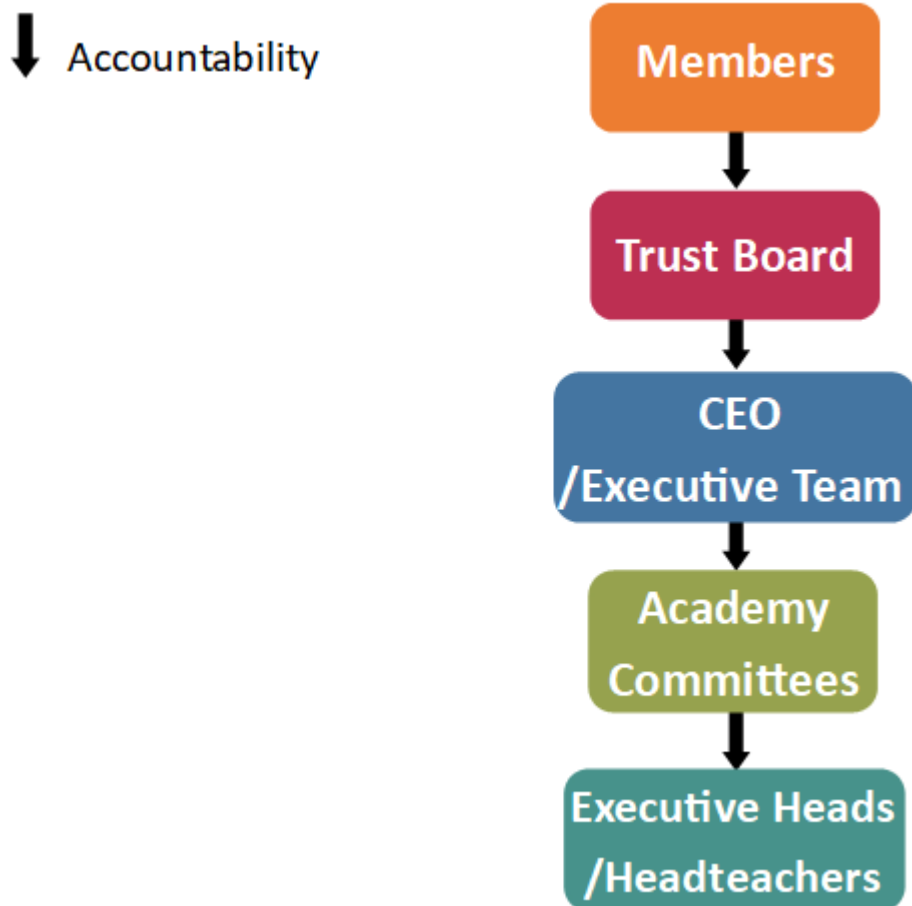 Accountability
Members
Trust Board
CEO
/Executive Team
Academy
Committees
Executive Heads
/Headteachers